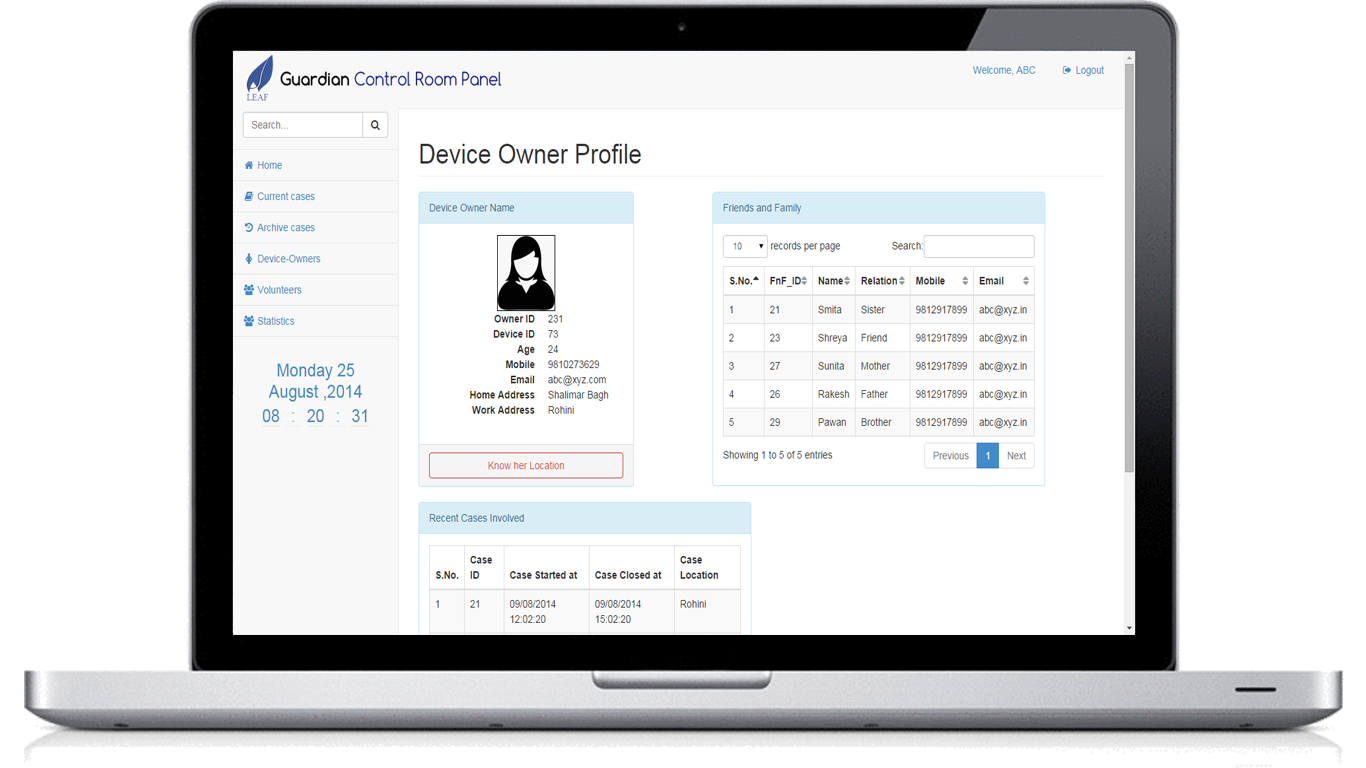 LEAF
Guardian Control Room Panel
Welcome, ABC
Logout
Search...
Home
Current cases
Archive cases
Device-Owners
Volunteers
Statistics
Monday 25
August ,2014
08 : 20 : 31
Device Owner Profile
Device Owner Name
Owner ID 231
Device ID 73
Age 24
Mobile 9810273629
Email abc@xyz.com
Home Address Shalimar Bagh
Work Address Rohini
Know her Location
Friends and Family
10 records per page Search:
S.No. FnF_ID Name Relation Mobile Email
1 21 Smita Sister 9812917899 abc@xyz.in
2 23 Shreya Friend 9812917899 abc@xyz.in
3 27 Sunita Mother 9812917899 abc@xyz.in
4 26 Rakesh Father 9812917899 abc@xyz.in
5 29 Pawan Brother 9812917899 abc@xyz.in
Showing 1 to 5 of 5 entries Previous 1 Next
Recent Cases Involved
S.No. Case ID Case Started at Case Closed at Case Location
1 21 09/08/2014 12:02:20 09/08/2014 15:02:20 Rohini